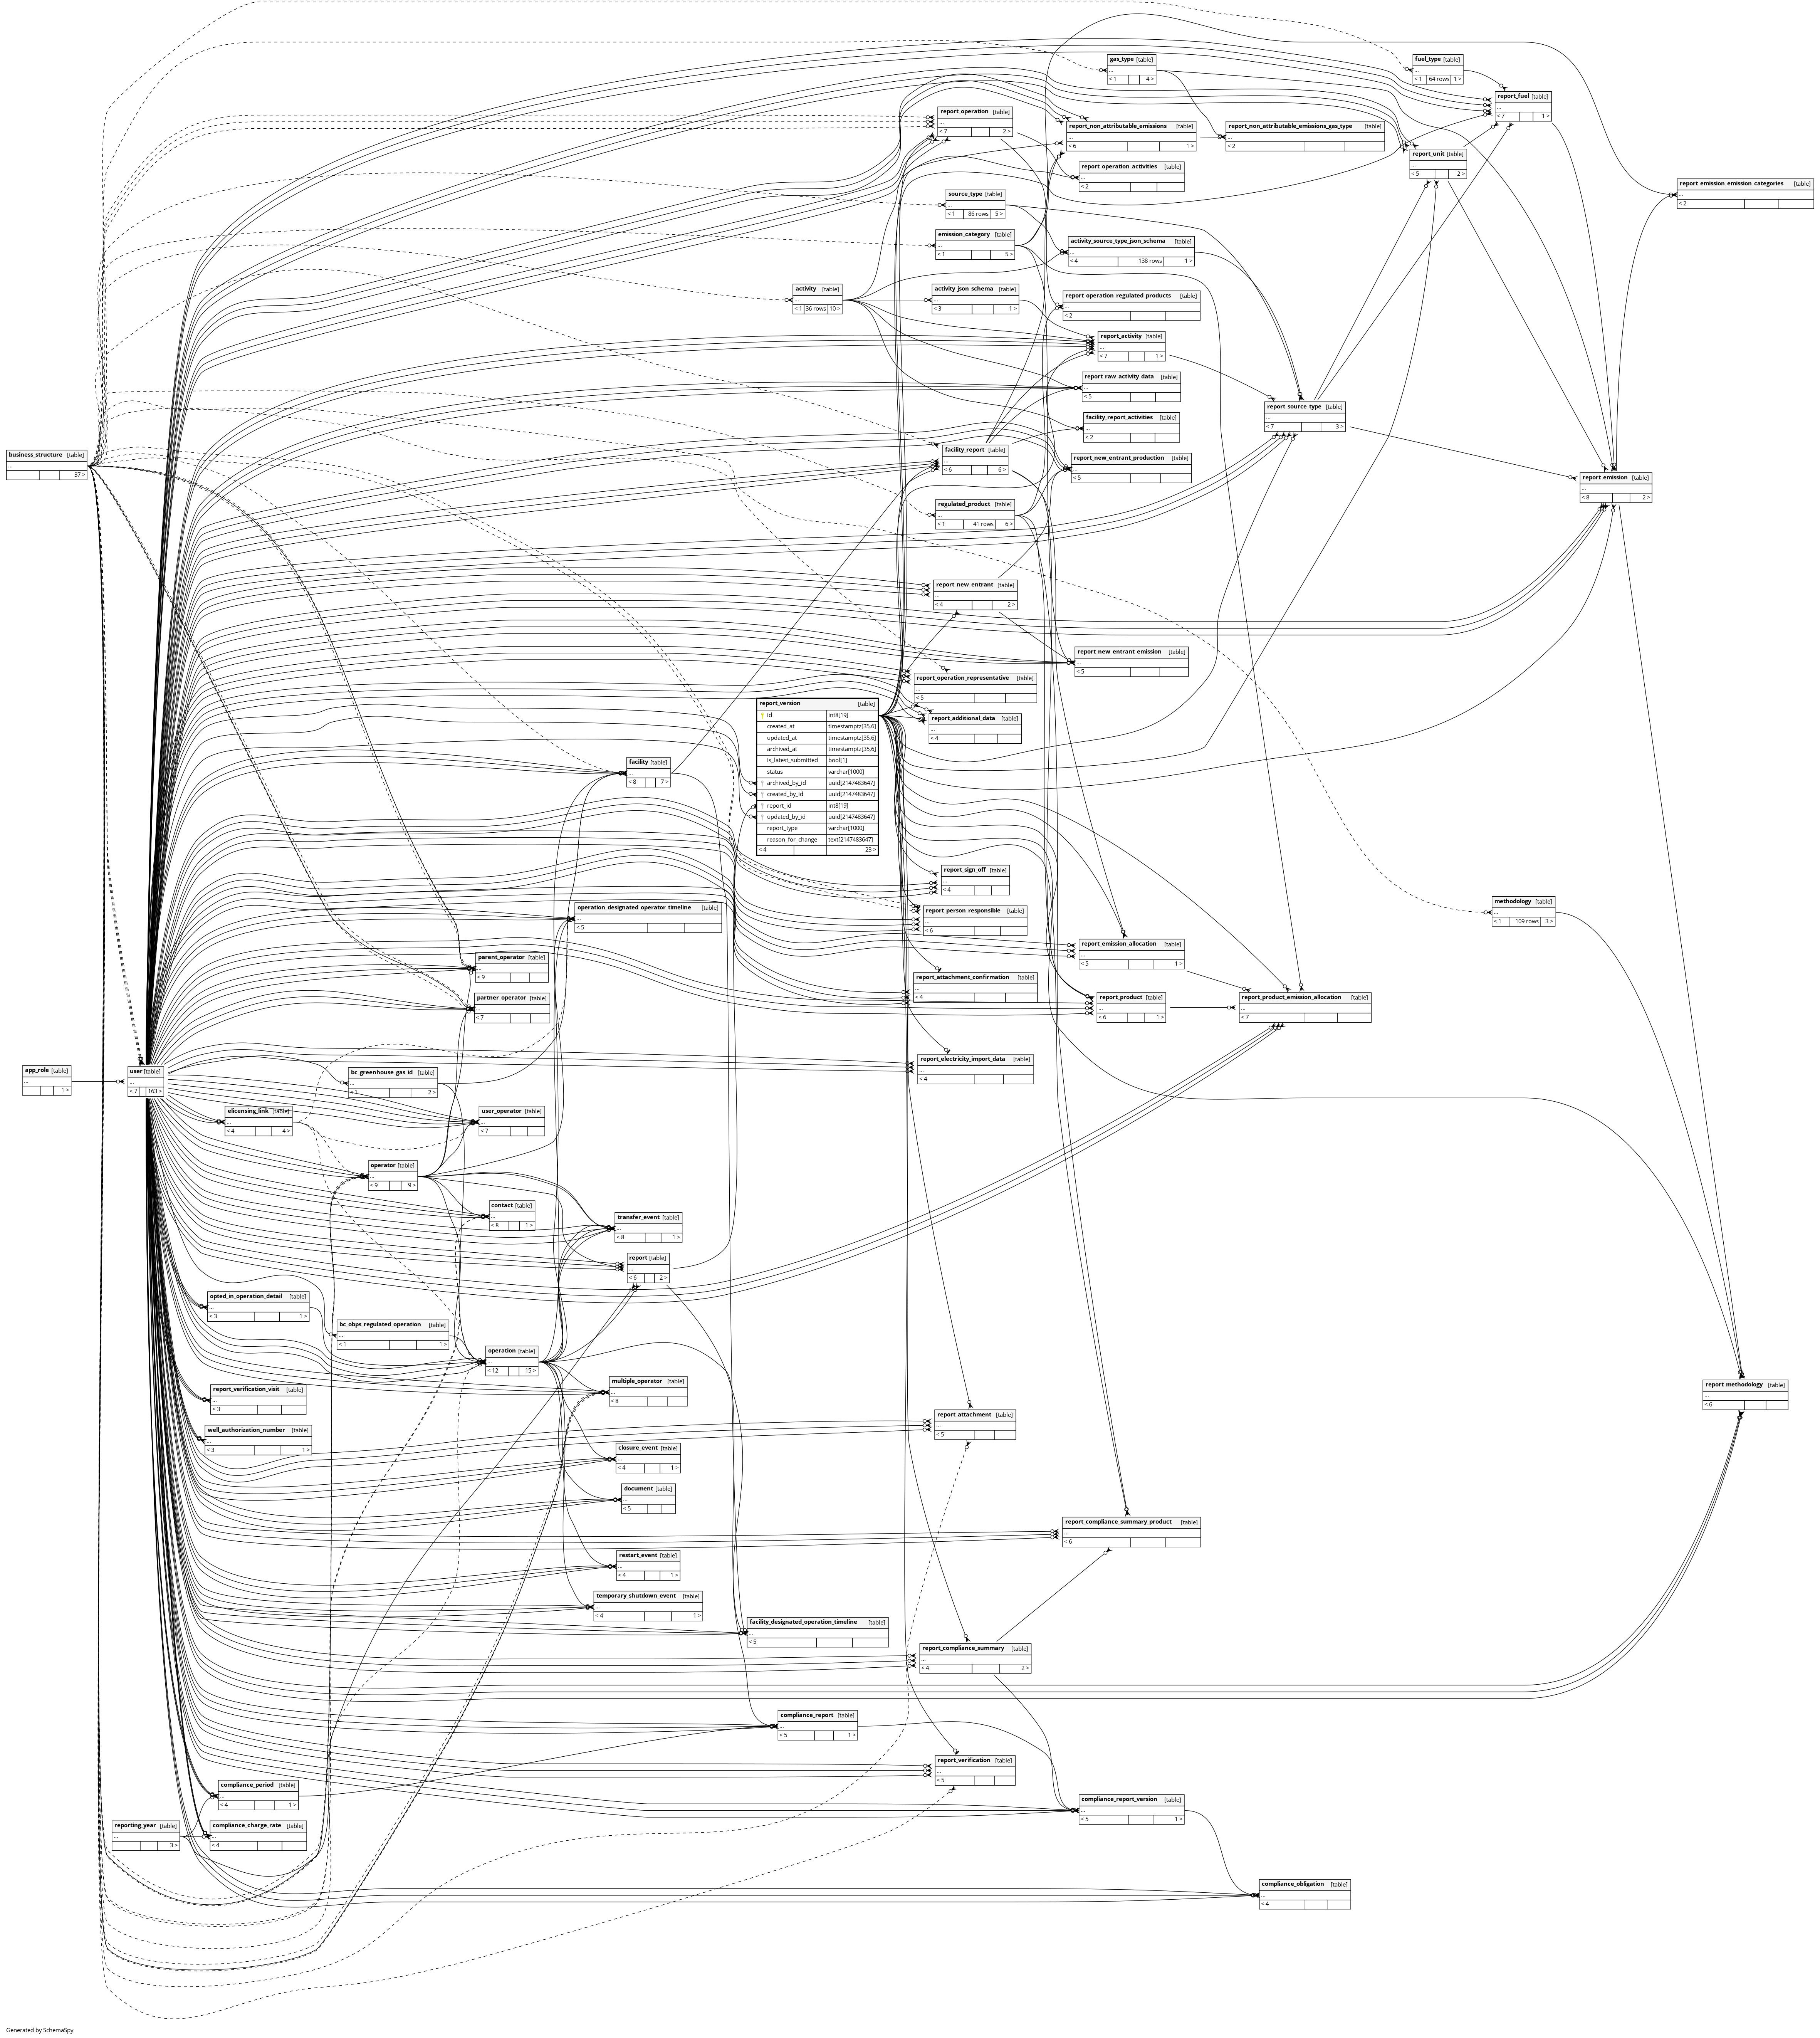 gas_type [table]
...
< 1 4 >
fuel_type [table]
...
< 1 64 rows 1 >
report_fuel [table]
...
< 7 1 >
report_operation [table]
...
< 7 2 >
report_non_attributable_emissions [table]
...
< 6 1 >
report_non_attributable_emissions_gas_type [table]
...
< 2
report_unit [table]
...
< 5 2 >
report_operation_activities [table]
...
< 2
report_emission_emission_categories [table]
...
< 2
source_type [table]
...
< 1 86 rows 5 >
emission_category [table]
...
< 1 5 >
activity_source_type_json_schema [table]
...
< 4 138 rows 1 >
activity [table]
...
< 1 36 rows 10 >
activity_json_schema [table]
...
< 3 1 >
report_operation_regulated_products [table]
...
< 2
report_activity [table]
...
< 7 1 >
report_raw_activity_data [table]
...
< 5
report_source_type [table]
...
< 7 3 >
facility_report_activities [table]
...
< 2
business_structure [table]
...
37 >
facility_report [table]
...
< 6 6 >
report_new_entrant_production [table]
...
< 5
report_emission [table]
...
< 8 2 >
regulated_product [table]
...
< 1 41 rows 6 >
report_new_entrant [table]
...
< 4 2 >
report_new_entrant_emission [table]
...
< 5
report_operation_representative [table]
...
< 5
report_version [table]
id int8[19]
created_at timestamptz[35,6]
updated_at timestamptz[35,6]
archived_at timestamptz[35,6]
is_latest_submitted bool[1]
status varchar[1000]
archived_by_id uuid[2147483647]
created_by_id uuid[2147483647]
report_id int8[19]
updated_by_id uuid[2147483647]
report_type varchar[1000]
reason_for_change text[2147483647]
< 4 23 >
report_additional_data [table]
...
< 4
facility [table]
...
< 8 7 >
report_sign_off [table]
...
< 4
methodology [table]
...
< 1 109 rows 3 >
operation_designated_operator_timeline [table]
...
< 5
report_person_responsible [table]
...
< 6
report_emission_allocation [table]
...
< 5 1 >
parent_operator [table]
...
< 9
report_attachment_confirmation [table]
...
< 4
partner_operator [table]
...
< 7
report_product [table]
...
< 6 1 >
report_product_emission_allocation [table]
...
< 7
report_electricity_import_data [table]
...
< 4
app_role [table]
...
1 >
user [table]
...
< 7 163 >
bc_greenhouse_gas_id [table]
...
< 1 2 >
elicensing_link [table]
...
< 4 4 >
user_operator [table]
...
< 7
operator [table]
...
< 9 9 >
contact [table]
...
< 8 1 >
transfer_event [table]
...
< 8 1 >
report [table]
...
< 6 2 >
opted_in_operation_detail [table]
...
< 3 1 >
bc_obps_regulated_operation [table]
...
< 1 1 >
operation [table]
...
< 12 15 >
multiple_operator [table]
...
< 8
report_methodology [table]
...
< 6
report_verification_visit [table]
...
< 3
report_attachment [table]
...
< 5
well_authorization_number [table]
...
< 3 1 >
closure_event [table]
...
< 4 1 >
document [table]
...
< 5
report_compliance_summary_product [table]
...
< 6
restart_event [table]
...
< 4 1 >
temporary_shutdown_event [table]
...
< 4 1 >
facility_designated_operation_timeline [table]
...
< 5
report_compliance_summary [table]
...
< 4 2 >
compliance_report [table]
...
< 5 1 >
report_verification [table]
...
< 5
compliance_period [table]
...
< 4 1 >
compliance_report_version [table]
...
< 5 1 >
reporting_year [table]
...
3 >
compliance_charge_rate [table]
...
< 4
compliance_obligation [table]
...
< 4
Generated by SchemaSpy